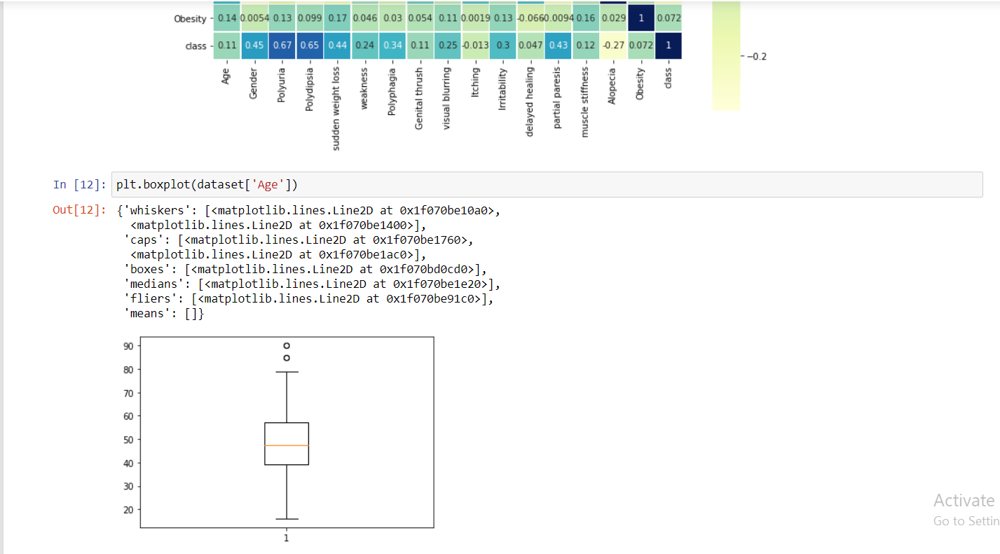 Obesity - 0.14 0.0054 0.13 0.099 0.17 0.046 0.03 0.054 0.11 0.0019 0.13 -0.066 0.0094 0.16 0.029 1 0.072
class - 0.11 0.45 0.67 0.65 0.44 0.24 0.34 0.11 0.25 -0.013 0.3 0.047 0.43 0.12 -0.27 0.072 1
-0.2
Age
Gender
Polyuria
Polydipsia
sudden weight loss
weakness
Polyphagia
Genital thrush
visual blurring
Itching
Irritability
delayed healing
partial paresis
muscle stiffness
Alopecia
Obesity
class
In [12]: plt.boxplot(dataset['Age'])
Out[12]: {'whiskers': [<matplotlib.lines.Line2D at 0x1f070be10a0>,
<matplotlib.lines.Line2D at 0x1f070be1400>],
'caps': [<matplotlib.lines.Line2D at 0x1f070be1760>,
<matplotlib.lines.Line2D at 0x1f070be1ac0>],
'boxes': [<matplotlib.lines.Line2D at 0x1f070bd0cd0>],
'medians': [<matplotlib.lines.Line2D at 0x1f070be1e20>],
'fliers': [<matplotlib.lines.Line2D at 0x1f070be91c0>],
'means': []}
90
80
70
60
50
40
30
20
1
Activate
Go to Settin